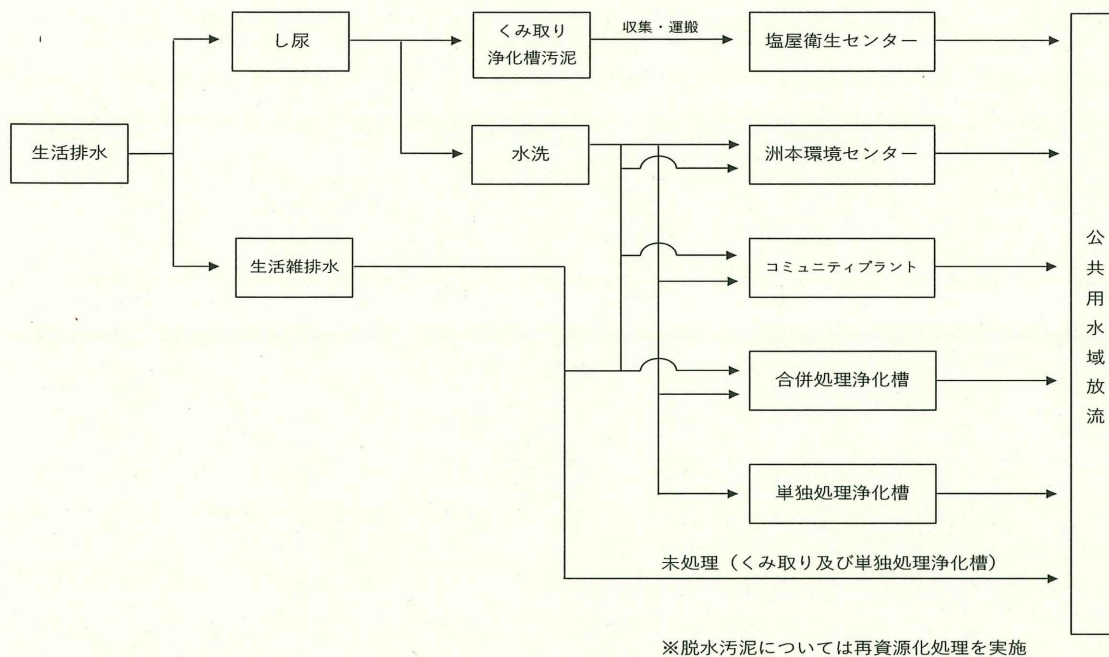 し尿
くみ取り
浄化槽汚泥
収集・運搬
塩屋衛生センター
生活排水
水洗
洲本環境センター
生活雑排水
コミュニティプラント
合併処理浄化槽
単独処理浄化槽
未処理（くみ取り及び単独処理浄化槽）
公共用水域放流
※脱水汚泥については再資源化処理を実施